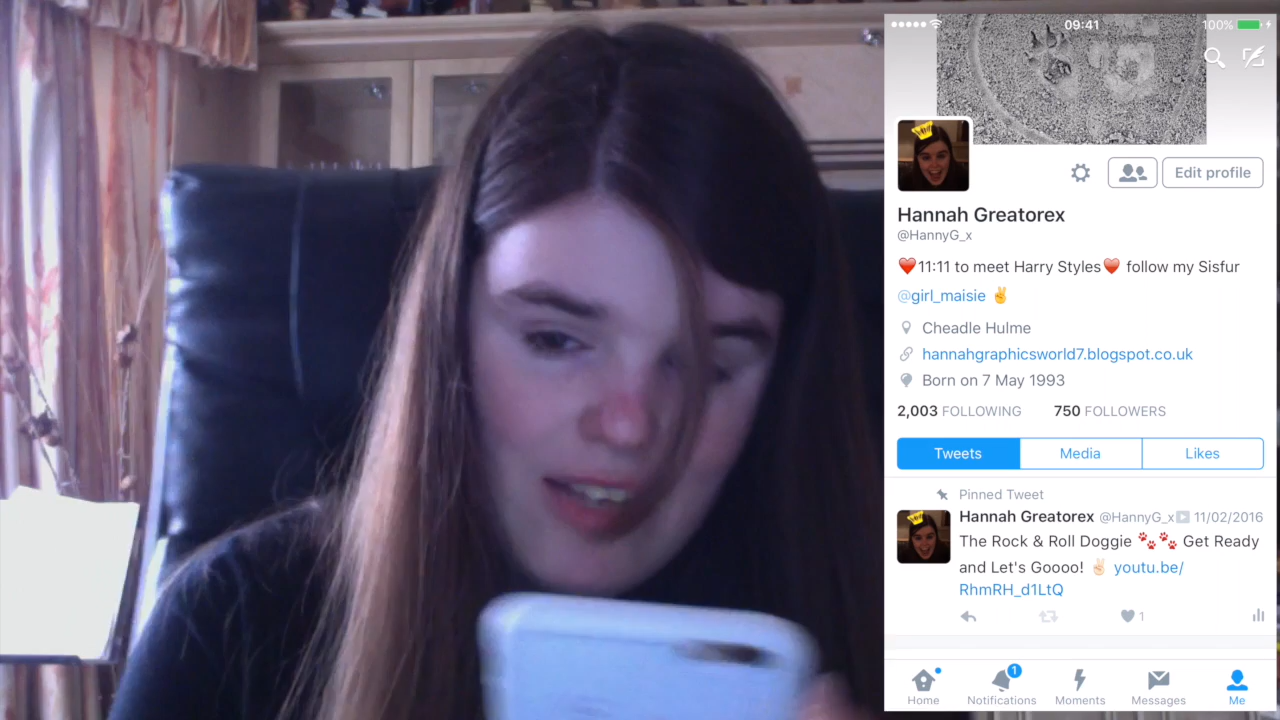 09:41
100%
Edit profile
Hannah Greatorex
@HannyG_x
❤️11:11 to meet Harry Styles❤️ follow my Sisfur
@girl_maisie ✌️
Cheadle Hulme
hannahgraphicsworld7.blogspot.co.uk
Born on 7 May 1993
2,003 FOLLOWING 750 FOLLOWERS
Tweets Media Likes
Pinned Tweet
Hannah Greatorex @HannyG_x 11/02/2016
The Rock & Roll Doggie 🐾🐾 Get Ready
and Let's Goooo! ✌🏻 youtu.be/
RhmRH_d1LtQ
1
1
Home Notifications Moments Messages Me